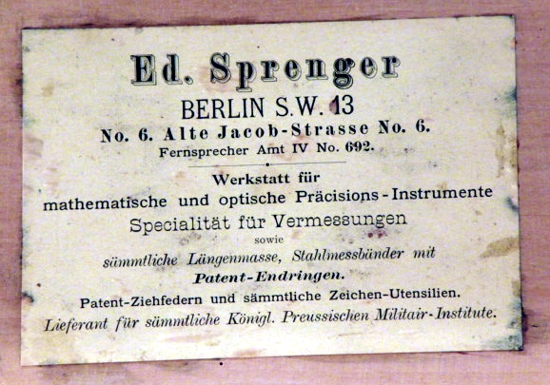 Ed. Sprenger
BERLIN S.W. 13
No. 6. Alte Jacob-Strasse No. 6.
Fernsprecher Amt IV No. 692.
Werkstatt für
mathematische und optische Präcisions-Instrumente
Specialität für Vermessungen
sowie
sämmtliche Längenmasse, Stahlmessbänder mit
Patent-Endringen.
Patent-Ziehfedern und sämmtliche Zeichen-Utensilien.
Lieferant für sämmtliche Königl. Preussischen Militair-Institute.